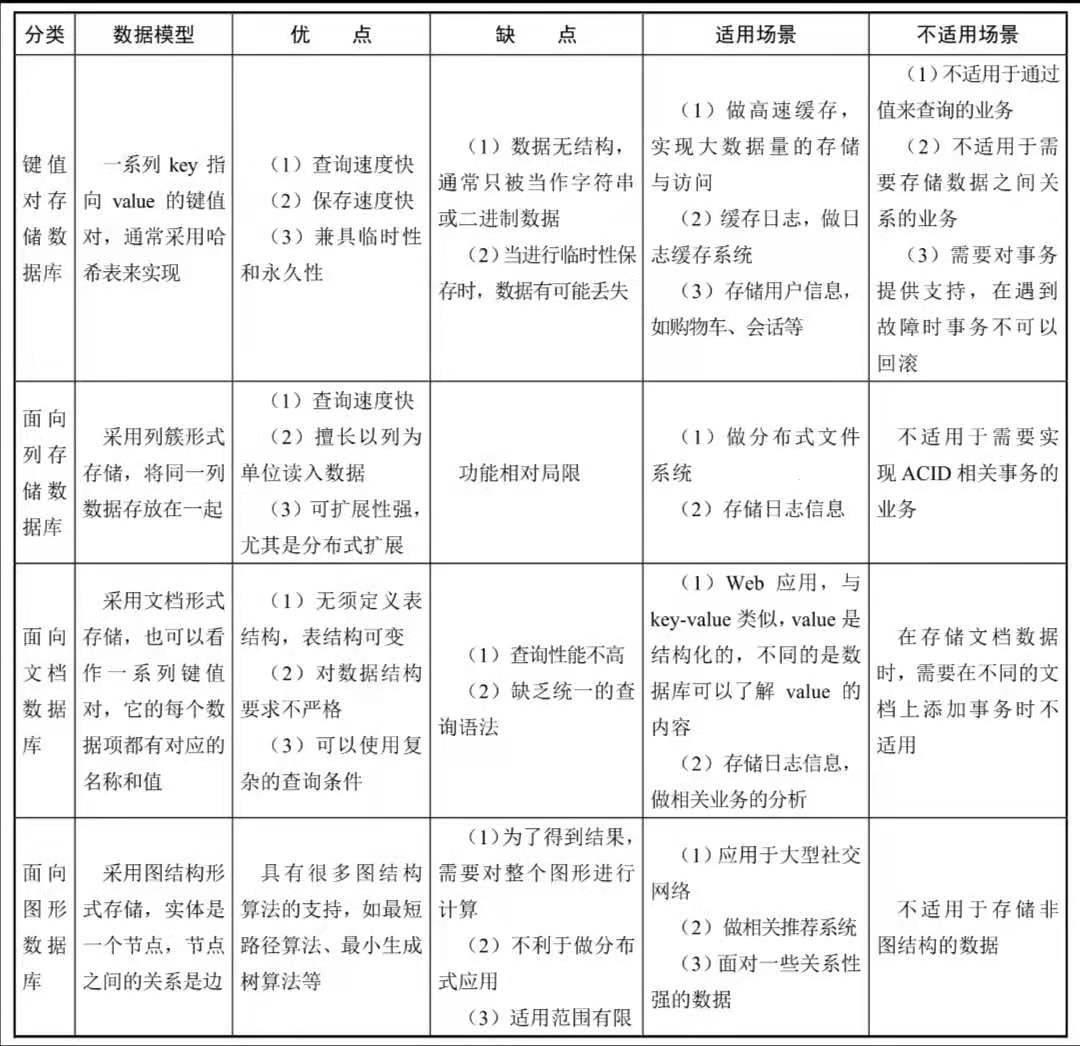 分类
数据模型
优 点
缺 点
适用场景
不适用场景
键值
对存
储数
据库
一系列 key 指
向 value 的键值
对，通常采用哈
希表来实现
（1）查询速度快
（2）保存速度快
（3）兼具临时性
和永久性
（1）数据无结构，
通常只被当作字符串
或二进制数据
（2）当进行临时性保
存时，数据有可能丢失
（1）做高速缓存，
实现大数据量的存储
与访问
（2）缓存日志，做日
志缓存系统
（3）存储用户信息，
如购物车、会话等
（1）不适用于通过
值来查询的业务
（2）不适用于需
要存储数据之间关
系的业务
（3）需要对事务
提供支持，在遇到
故障时事务不可以
回滚
面向
列存
储数
据库
采用列簇形式
存储，将同一列
数据存放在一起
（1）查询速度快
（2）擅长以列为
单位读入数据
（3）可扩展性强，
尤其是分布式扩展
功能相对局限
（1）做分布式文件
系统
（2）存储日志信息
不适用于需要实
现 ACID 相关事务的
业务
面向
文档
数据
库
采用文档形式
存储，也可以看
作一系列键值
对，它的每个数
据项都有对应的
名称和值
（1）无须定义表
结构，表结构可变
（2）对数据结构
要求不严格
（3）可以使用复
杂的查询条件
（1）查询性能不高
（2）缺乏统一的查
询语法
（1）Web 应用，与
key-value 类似，value 是
结构化的，不同的是数
据库可以了解 value 的
内容
（2）存储日志信息，
做相关业务的分析
在存储文档数据
时，需要在不同的文
档上添加事务时不
适用
面向
图形
数据
库
采用图结构形
式存储，实体是
一个节点，节点
之间的关系是边
具有很多图结构
算法的支持，如最短
路径算法、最小生成
树算法等
（1）为了得到结果，
需要对整个图形进行
计算
（2）不利于做分布
式应用
（3）适用范围有限
（1）应用于大型社交
网络
（2）做相关推荐系统
（3）面对一些关系性
强的数据
不适用于存储非
图结构的数据